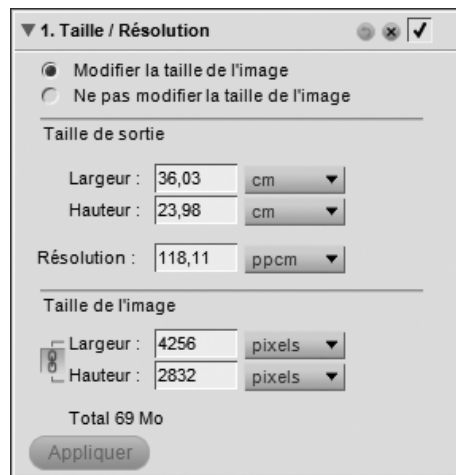 1. Taille / Résolution
Modifier la taille de l'image
Ne pas modifier la taille de l'image
Taille de sortie
Largeur : 36,03 cm
Hauteur : 23,98 cm
Résolution : 118,11 ppcm
Taille de l'image
Largeur : 4256 pixels
Hauteur : 2832 pixels
Total 69 Mo
Appliquer